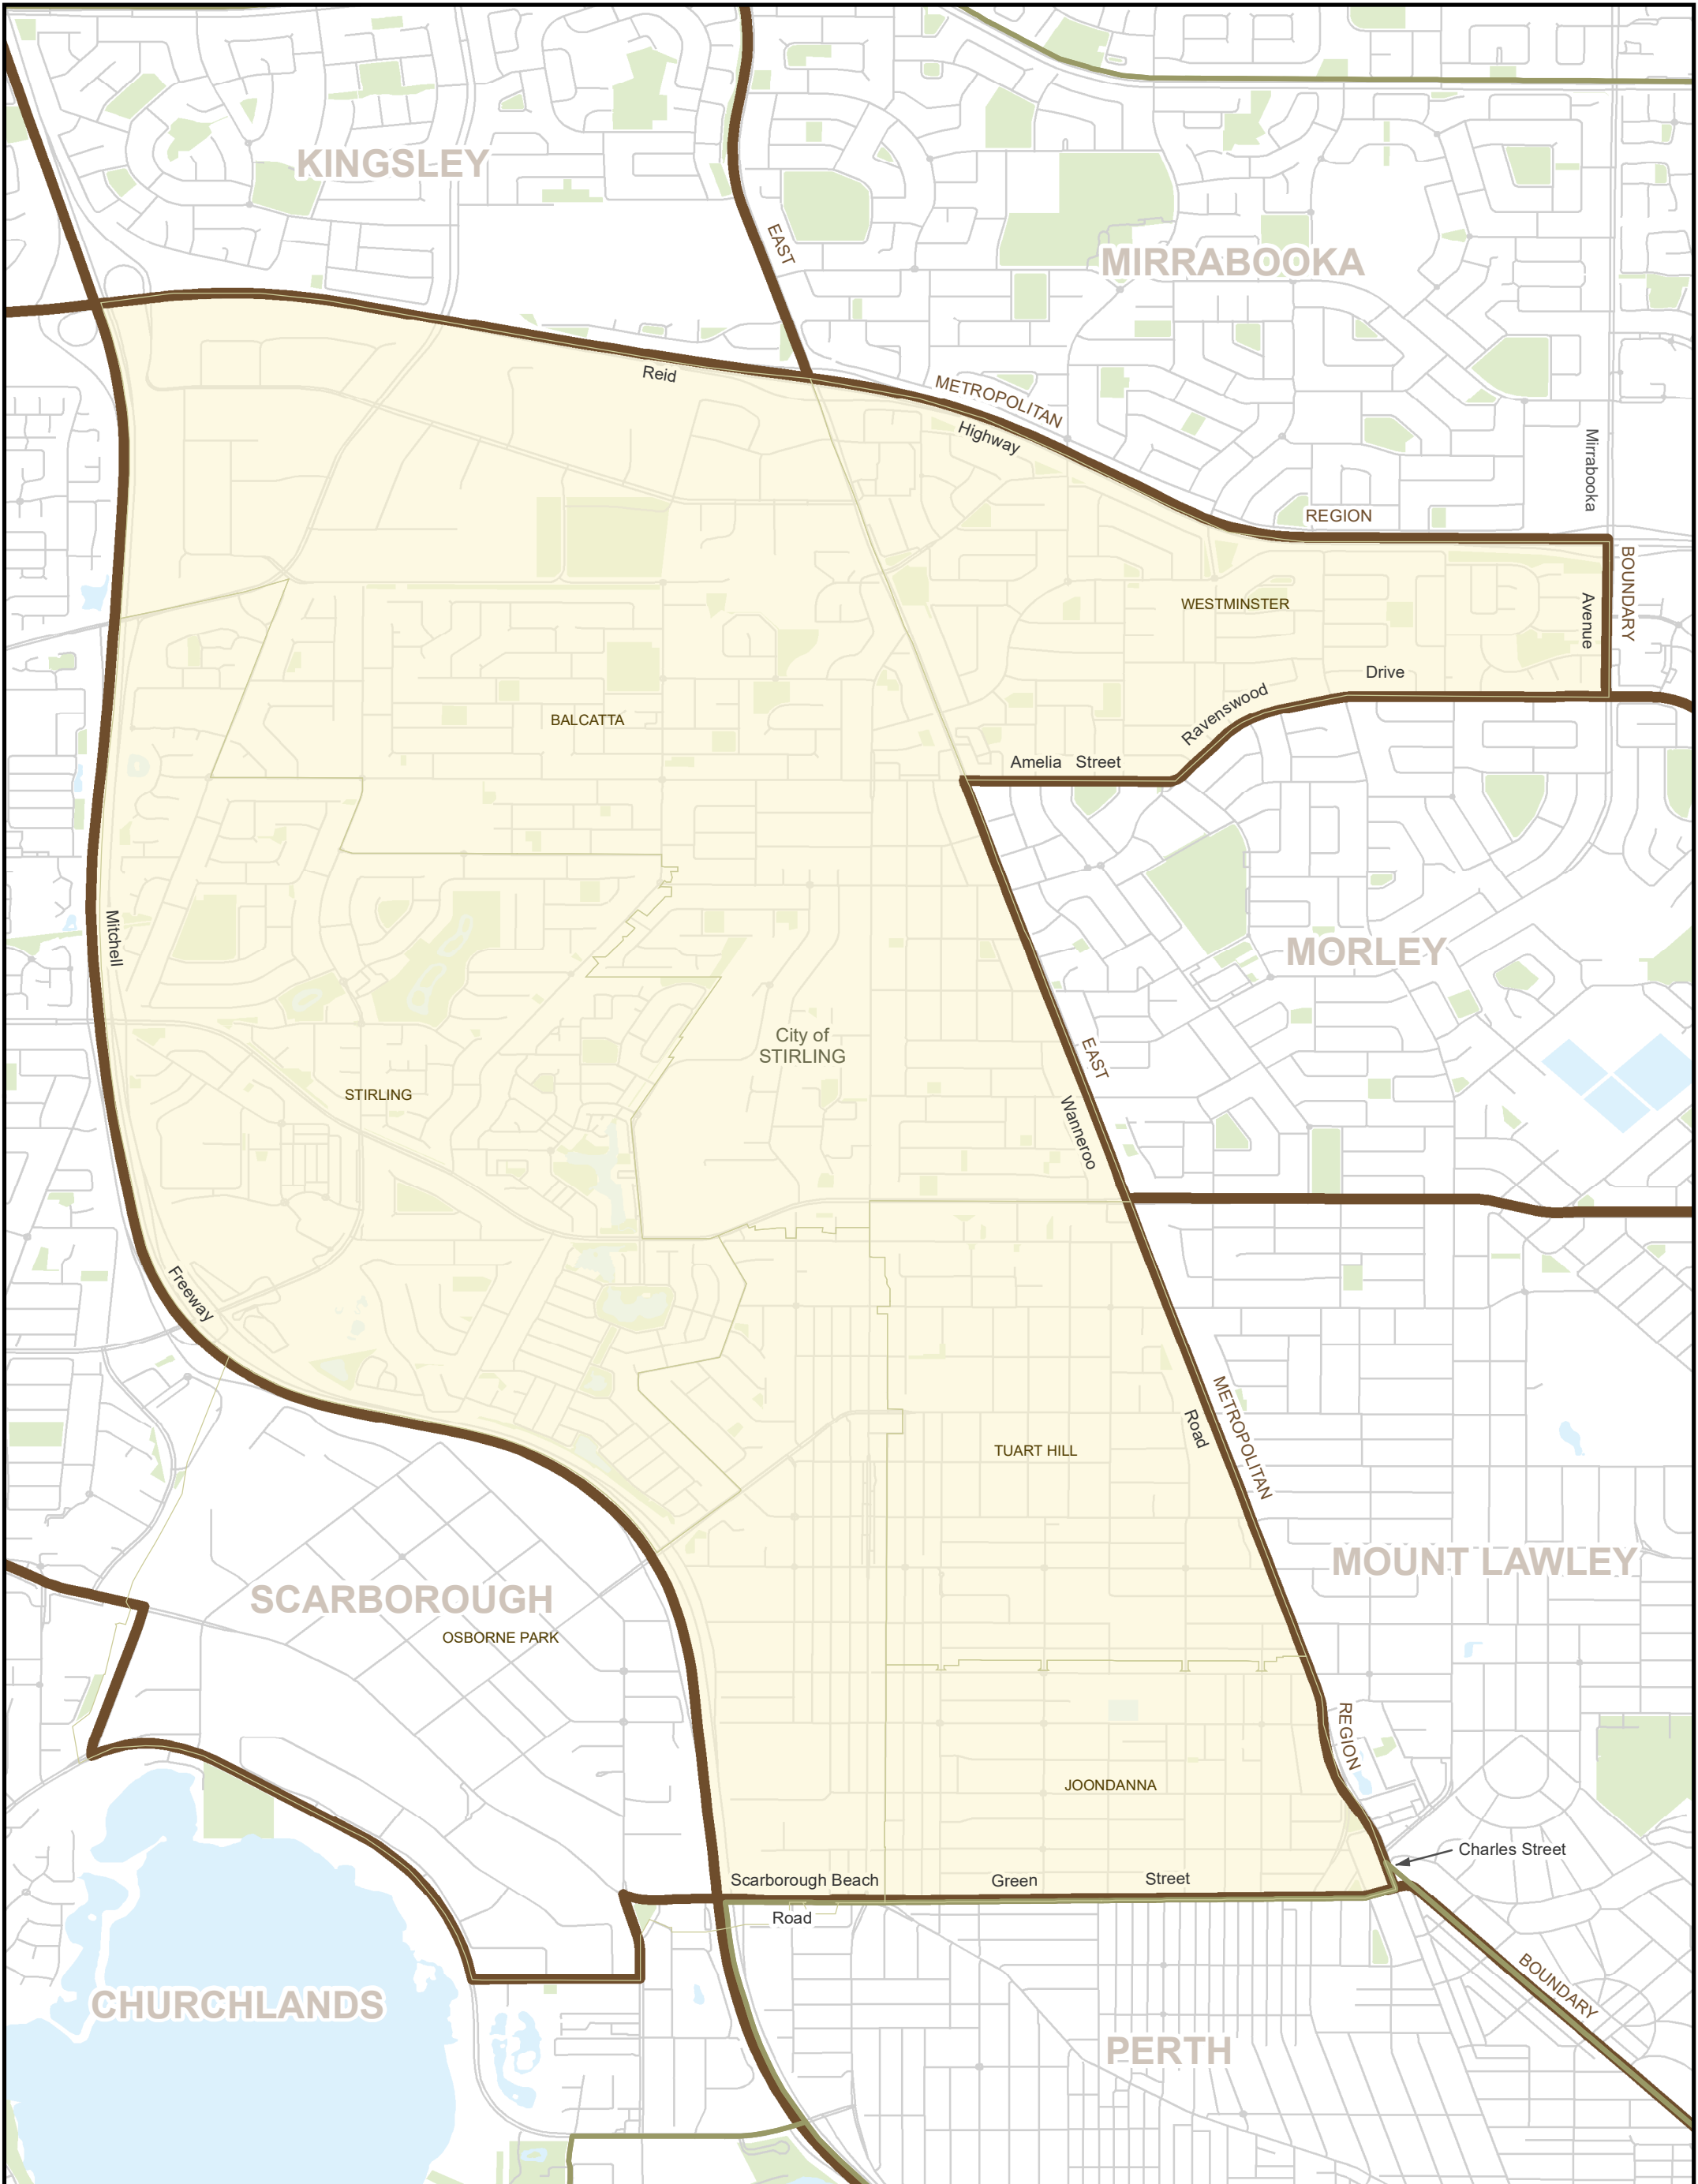 KINGSLEY
EAST
MIRRABOOKA
Reid
METROPOLITAN
Highway
Mirrabooka
REGION
BOUNDARY
WESTMINSTER
Avenue
Drive
Ravenswood
BALCATTA
Amelia Street
Mitchell
MORLEY
City of
STIRLING
EAST
STIRLING
Wanneroo
Freeway
METROPOLITAN
Road
TUART HILL
MOUNT LAWLEY
SCARBOROUGH
OSBORNE PARK
REGION
JOONDANNA
Charles Street
Scarborough Beach
Green
Street
Road
BOUNDARY
CHURCHLANDS
PERTH